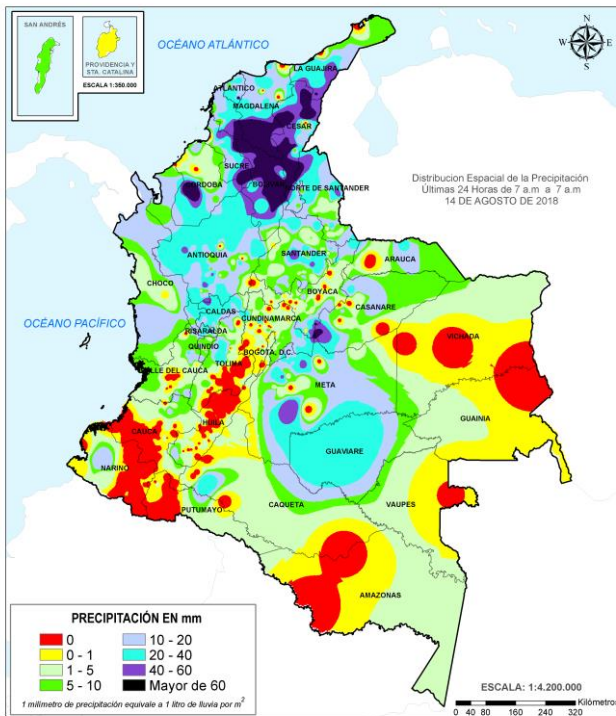 SAN ANDRÉS
PROVIDENCIA Y
STA. CATALINA
ESCALA 1:350.000
OCÉANO ATLÁNTICO
N
W E
S
LA GUAJIRA
ATLÁNTICO
MAGDALENA
CESAR
SUCRE
BOLIVAR
CÓRDOBA
NORTE DE SANTANDER
Distribucion Espacial de la Precipitación
Últimas 24 Horas de 7 a.m a 7 a.m
14 DE AGOSTO DE 2018
ANTIOQUIA
SANTANDER
ARAUCA
CHOCO
BOYACA
CASANARE
OCÉANO PACÍFICO
CALDAS
CUNDINAMARCA
VICHADA
RISARALDA
QUINDIO
BOGOTÁ, D.C.
TOLIMA
VALLE DEL CAUCA
META
GUAINIA
CAUCA
HUILA
GUAVIARE
NARIÑO
PUTUMAYO
CAQUETA
VAUPES
AMAZONAS
PRECIPITACIÓN EN mm
0 10 - 20
0 - 1 20 - 40
1 - 5 40 - 60
5 - 10 Mayor de 60
1 milimetro de precipitación equivale a 1 litro de lluvia por m²
ESCALA: 1:4.200.000
Kilómetros
0 40 80 160 240 320